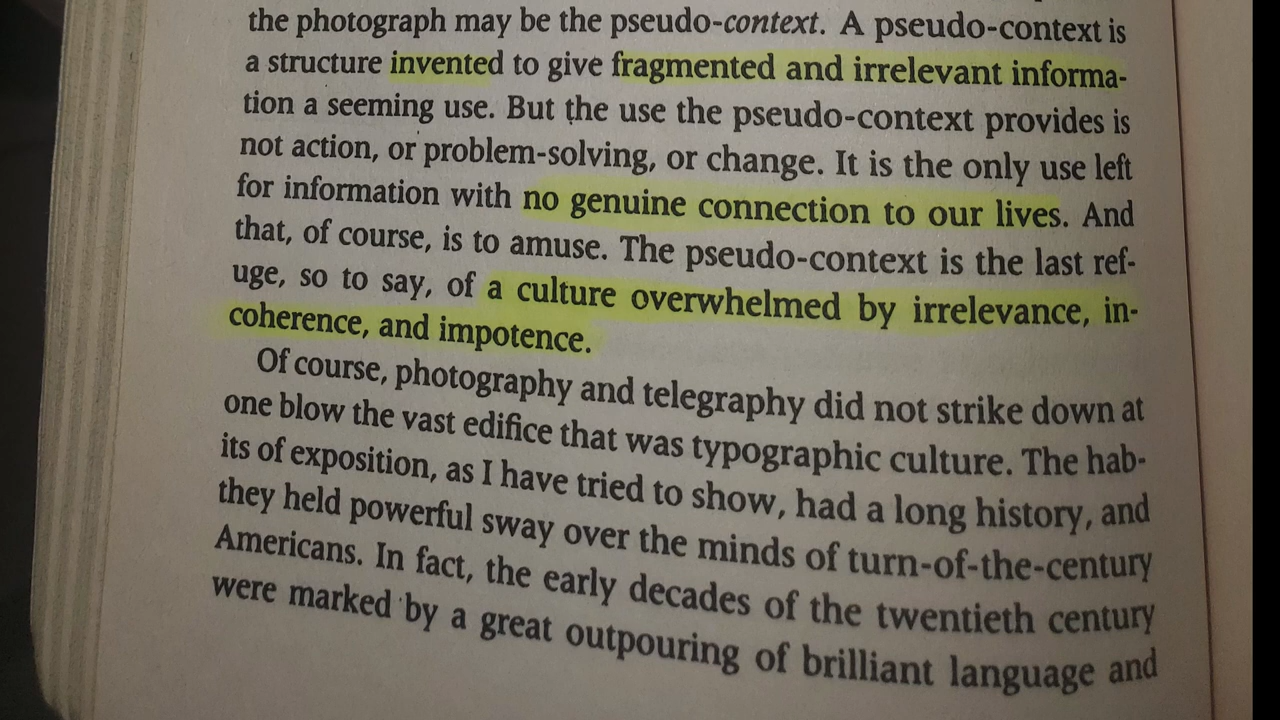 the photograph may be the pseudo-context. A pseudo-context is
a structure invented to give fragmented and irrelevant informa-
tion a seeming use. But the use the pseudo-context provides is
not action, or problem-solving, or change. It is the only use left
for information with no genuine connection to our lives. And
that, of course, is to amuse. The pseudo-context is the last ref-
uge, so to say, of a culture overwhelmed by irrelevance, in-
coherence, and impotence.
Of course, photography and telegraphy did not strike down at
one blow the vast edifice that was typographic culture. The hab-
its of exposition, as I have tried to show, had a long history, and
they held powerful sway over the minds of turn-of-the-century
Americans. In fact, the early decades of the twentieth century
were marked by a great outpouring of brilliant language and